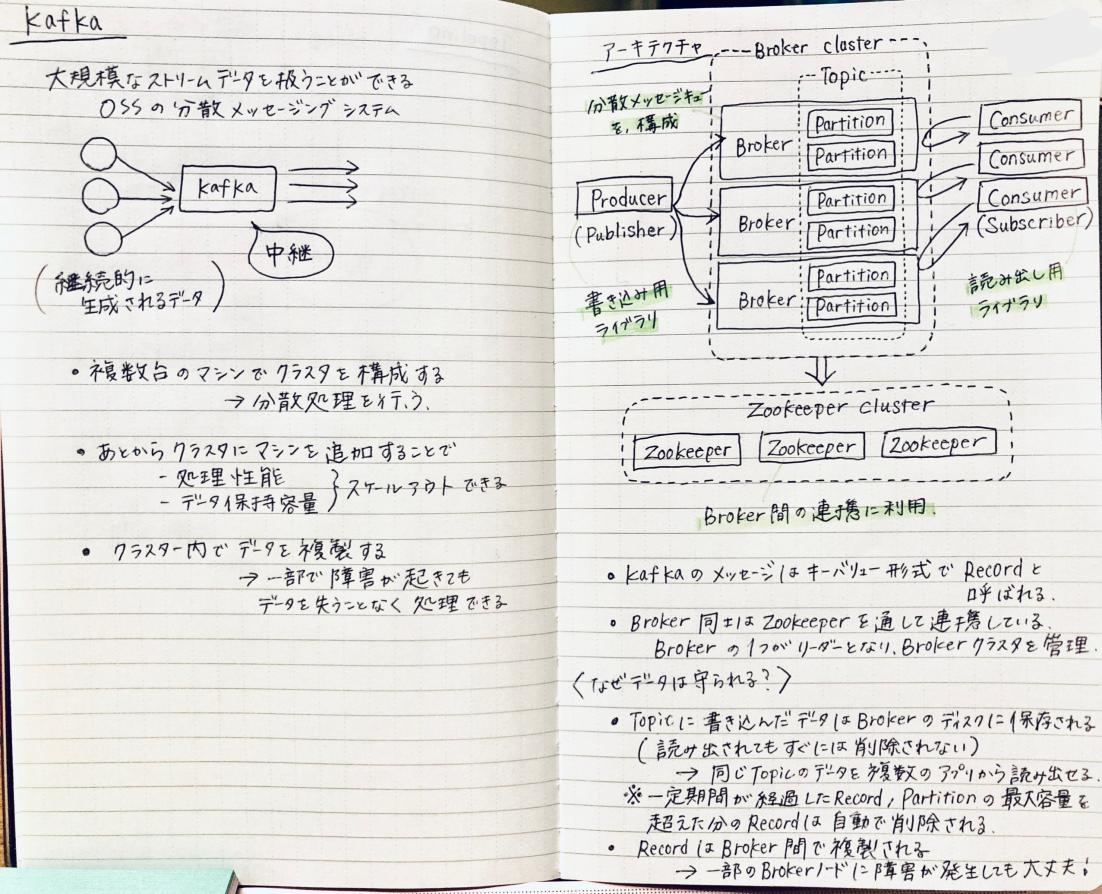 kafka
大規模なストリームデータを扱うことができる
OSSの分散メッセージングシステム
kafka
中継
(継続的に
生成されるデータ)
• 複数台のマシンでクラスタを構成する
→ 分散処理を行う.
• あとからクラスタにマシンを追加することで
- 処理性能
- データ保持容量
スケールアウトできる
• クラスター内でデータを複製する
→ 一部で障害が起きても
データを失うことなく処理できる
アーキテクチャ
Broker cluster
Topic
分散メッセージキュー
を構成
Broker
Partition
Partition
Broker
Partition
Partition
Broker
Partition
Partition
Producer
(Publisher)
書き込み用
ライブラリ
Consumer
Consumer
Consumer
(Subscriber)
読み出し用
ライブラリ
Zookeeper cluster
Zookeeper
Zookeeper
Zookeeper
Broker間の連携に利用.
• kafkaのメッセージはキーバリュー形式でRecordと
呼ばれる.
• Broker同士はZookeeperを通して連携している.
Brokerの1つがリーダーとなり、Brokerクラスタを管理.
〈なぜデータは守られる?〉
• Topicに書き込んだデータはBrokerのディスクに保存される
(読み出されてもすぐには削除されない)
→ 同じTopicのデータを複数のアプリから読み出せる.
※一定期間が経過したRecord, Partitionの最大容量を
超えた分のRecordは自動で削除される.
• RecordはBroker間で複製される
→ 一部のBrokerノードに障害が発生しても大丈夫!